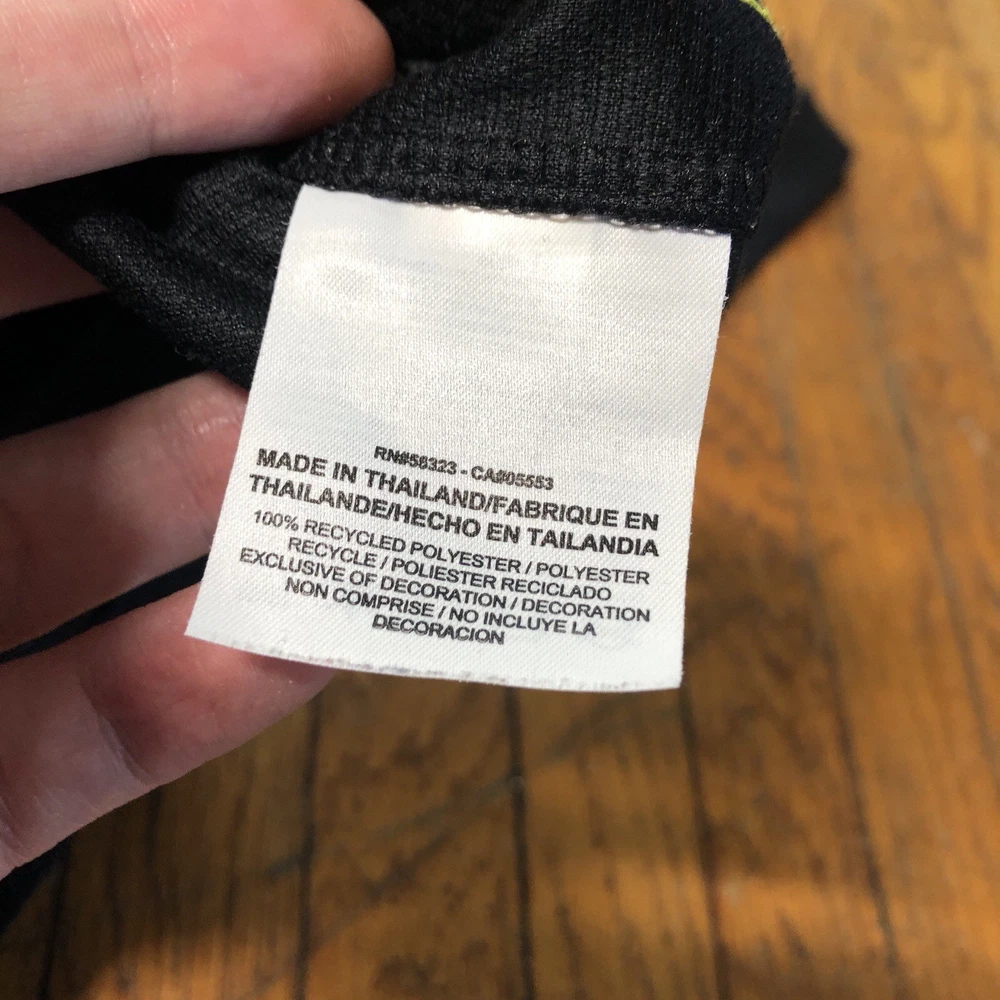 RN#56323 - CA#05553
MADE IN THAILAND/FABRIQUE EN
THAILANDE/HECHO EN TAILANDIA
100% RECYCLED POLYESTER / POLYESTER
RECYCLE / POLIESTER RECICLADO
EXCLUSIVE OF DECORATION / DECORATION
NON COMPRISE / NO INCLUYE LA
DECORACION